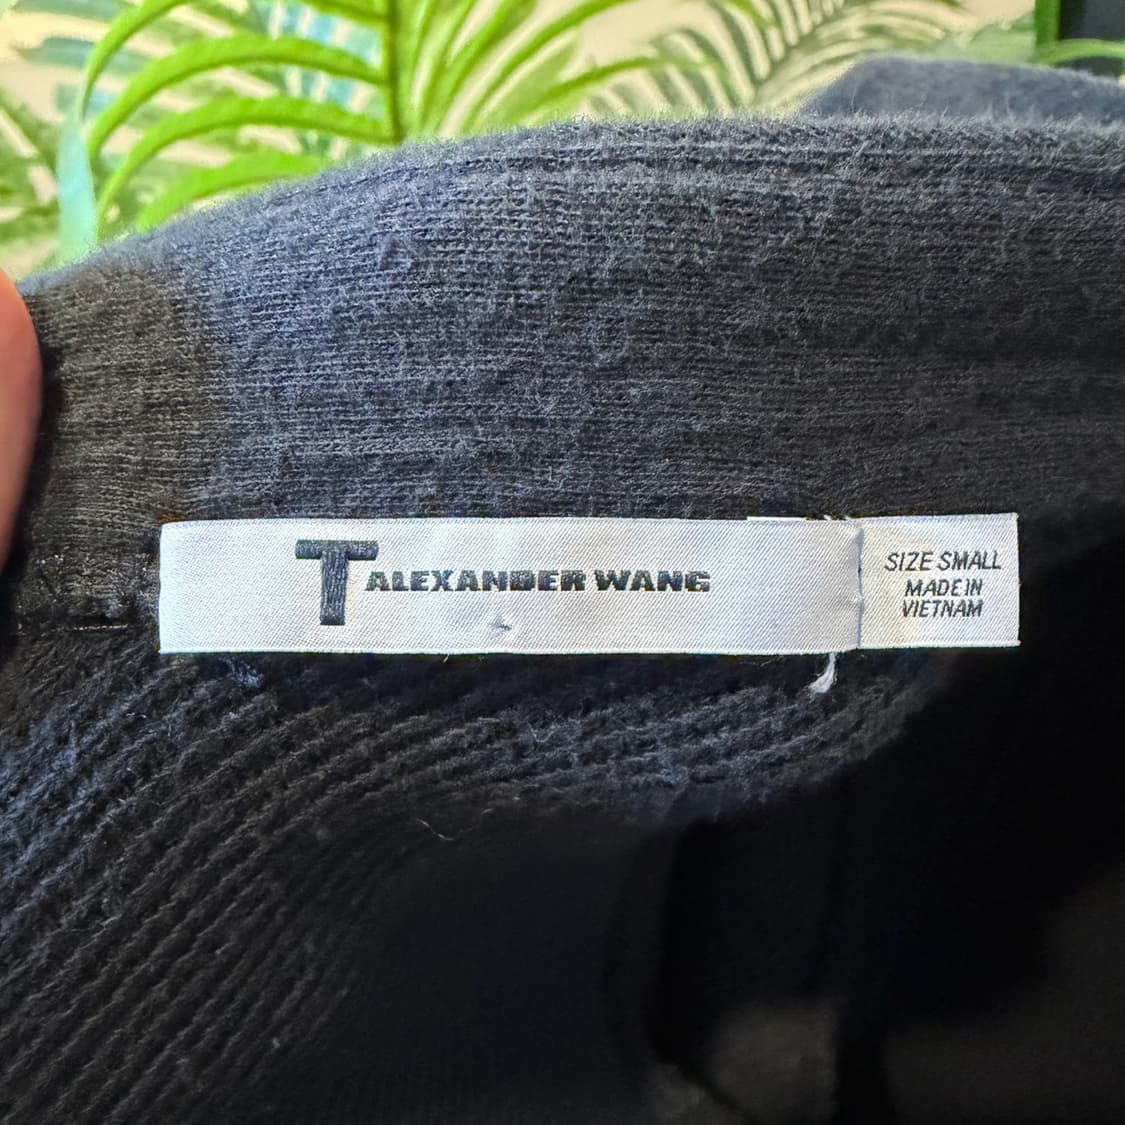 T ALEXANDER WANG
SIZE SMALL
MADE IN
VIETNAM